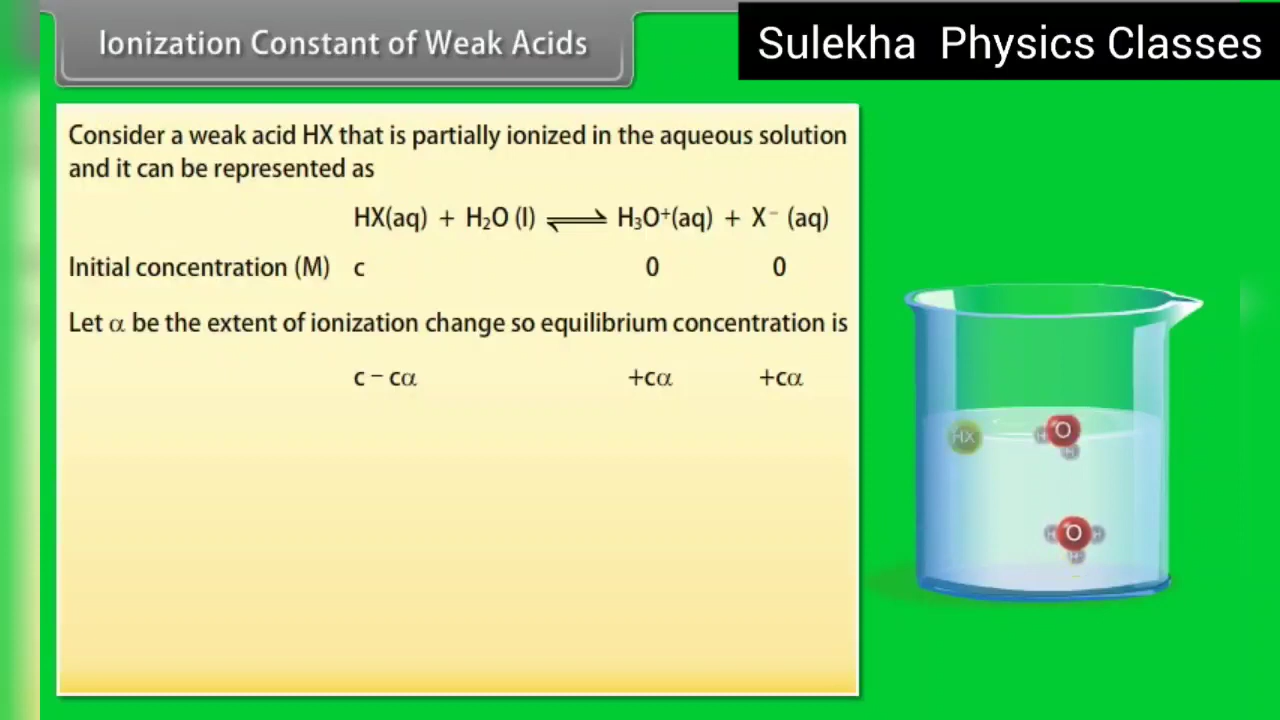 Ionization Constant of Weak Acids
Sulekha Physics Classes
Consider a weak acid HX that is partially ionized in the aqueous solution
and it can be represented as
HX(aq) + H₂O (l) ⇌ H₃O⁺(aq) + X⁻ (aq)
Initial concentration (M) c 0 0
Let α be the extent of ionization change so equilibrium concentration is
c − cα +cα +cα
HX
H O
H
H O H
H